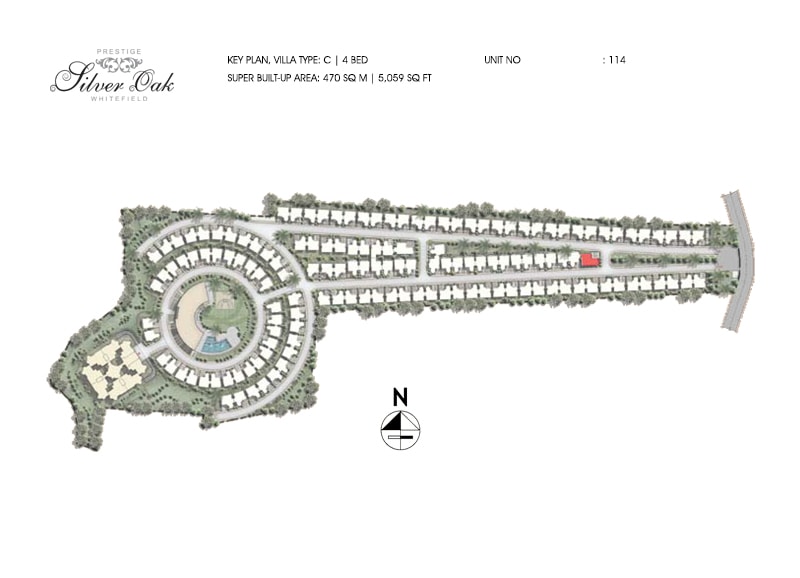 PRESTIGE
Silver Oak
WHITEFIELD
KEY PLAN, VILLA TYPE: C | 4 BED
SUPER BUILT-UP AREA: 470 SQ M | 5,059 SQ FT
UNIT NO : 114
N